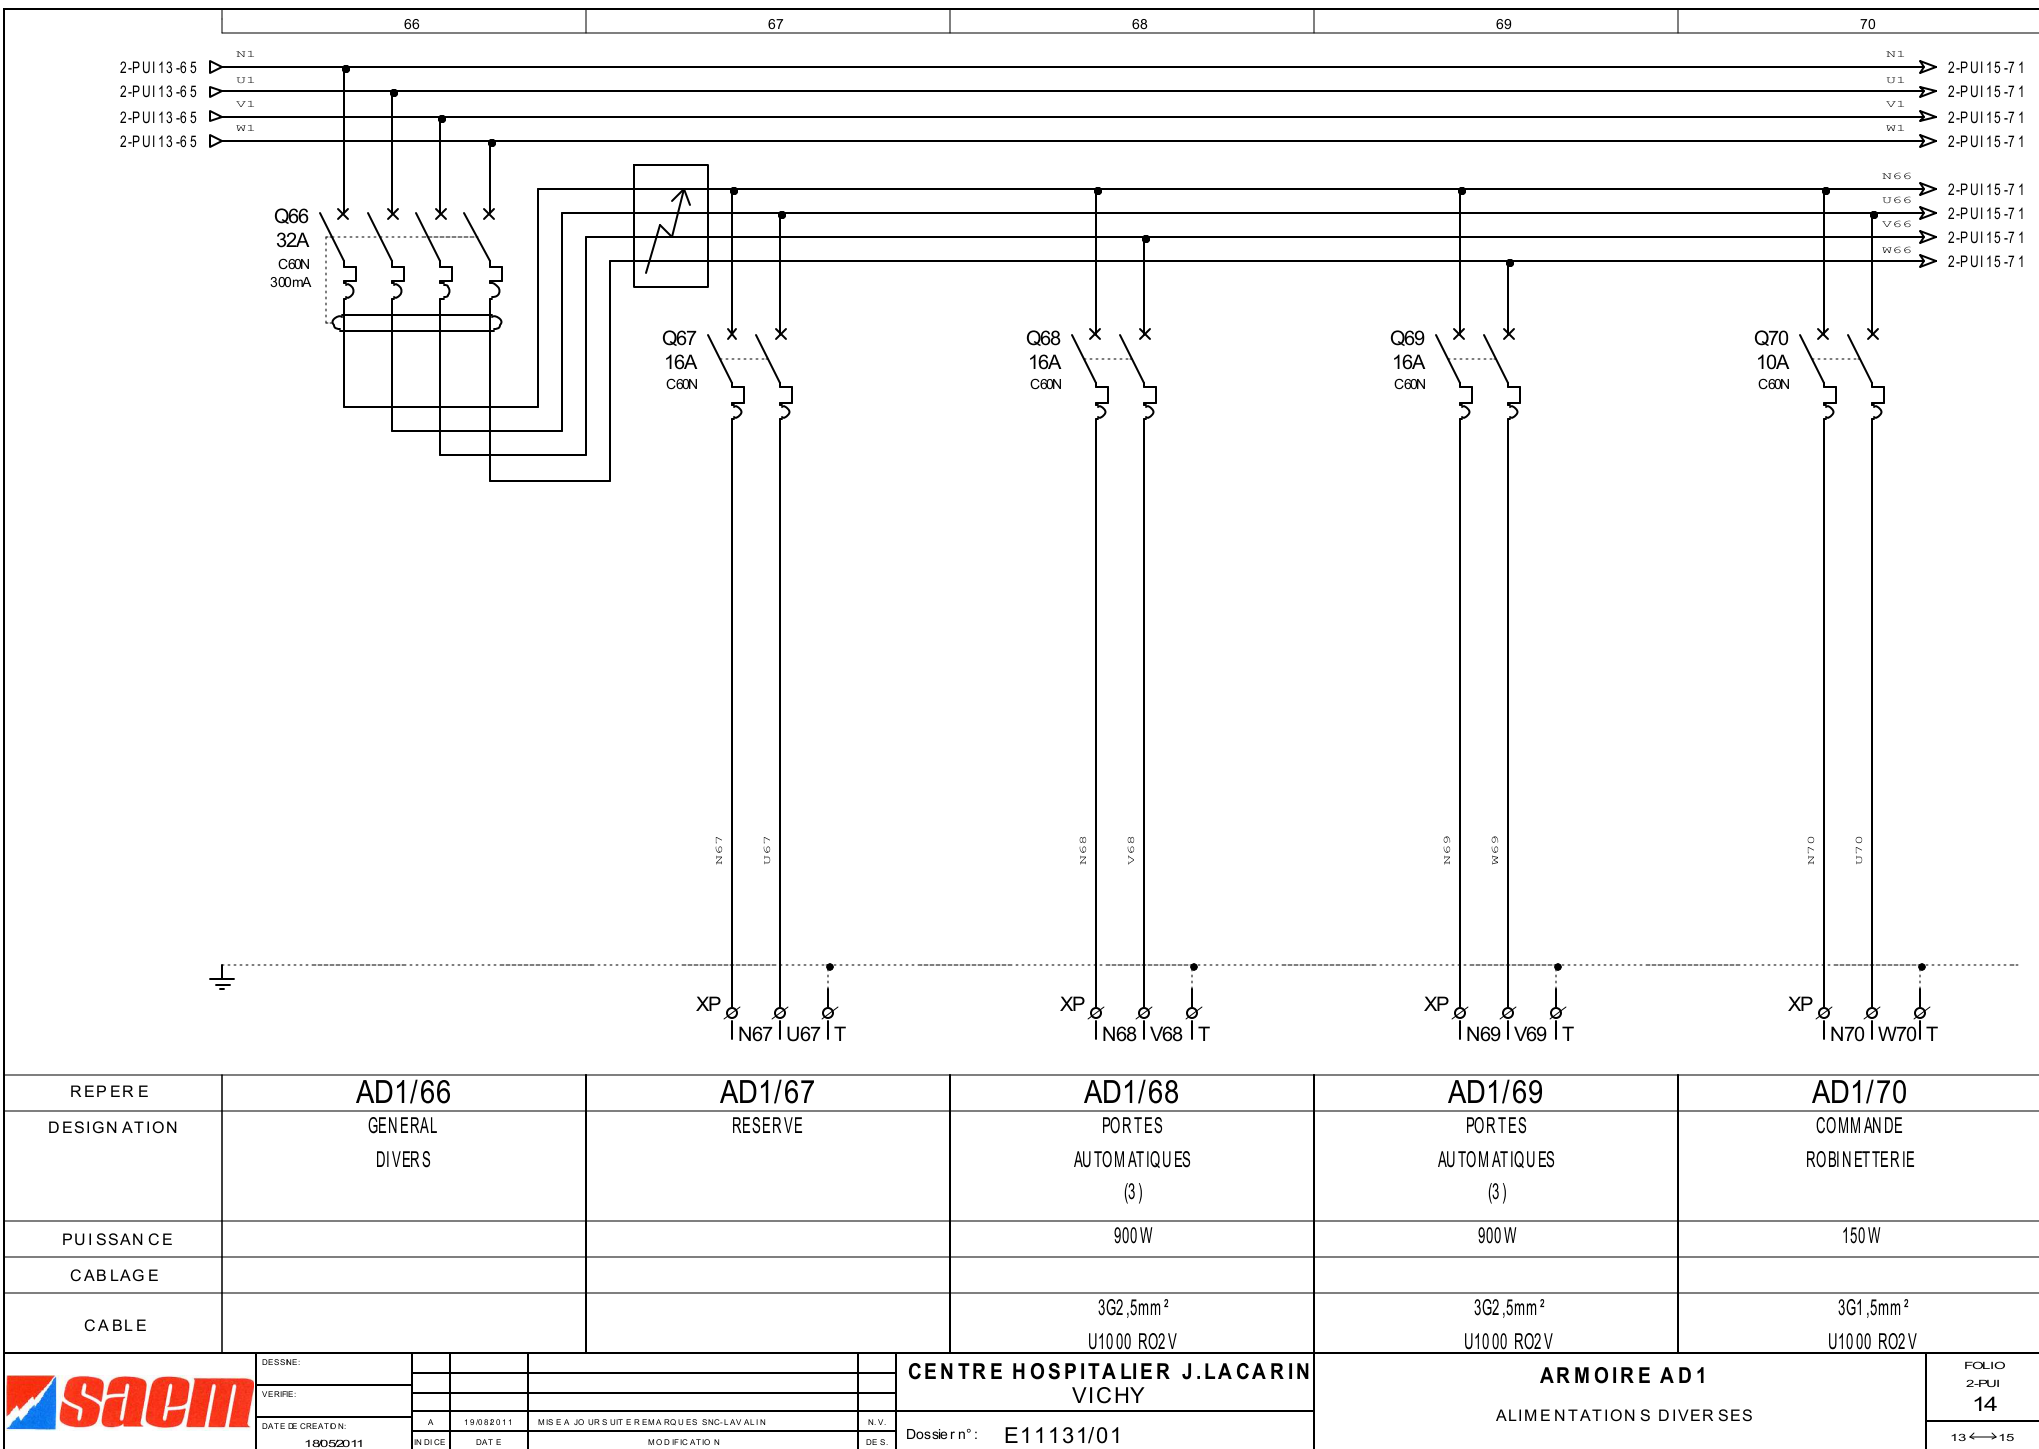 66 67 68 69 70
2-PUI13-65 N1 N1 2-PUI15-71
2-PUI13-65 U1 U1 2-PUI15-71
2-PUI13-65 V1 V1 2-PUI15-71
2-PUI13-65 W1 W1 2-PUI15-71
N66 2-PUI15-71
U66 2-PUI15-71
V66 2-PUI15-71
W66 2-PUI15-71
Q66
32A
C60N
300mA
Q67 Q68 Q69 Q70
16A 16A 16A 10A
C60N C60N C60N C60N
N67 U67 N68 V68 N69 W69 N70 U70
XP XP XP XP
N67 U67 T N68 V68 T N69 V69 T N70 W70 T
REPERE AD1/66 AD1/67 AD1/68 AD1/69 AD1/70
DESIGNATION GENERAL RESERVE PORTES PORTES COMMANDE
DIVERS AUTOMATIQUES AUTOMATIQUES ROBINETTERIE
(3) (3)
PUISSANCE 900W 900W 150W
CABLAGE
CABLE 3G2,5mm² 3G2,5mm² 3G1,5mm²
U1000 RO2V U1000 RO2V U1000 RO2V
saem
DESSINE:
VERIFIE:
DATE DE CREATION:
18/05/2011
A 19/082011 MISE A JOUR SUITE REMARQUES SNC-LAVALIN N.V.
INDICE DATE MODIFICATION DES.
CENTRE HOSPITALIER J.LACARIN
VICHY
Dossier n°: E11131/01
ARMOIRE AD1
ALIMENTATIONS DIVERSES
FOLIO
2-PUI
14
13 15